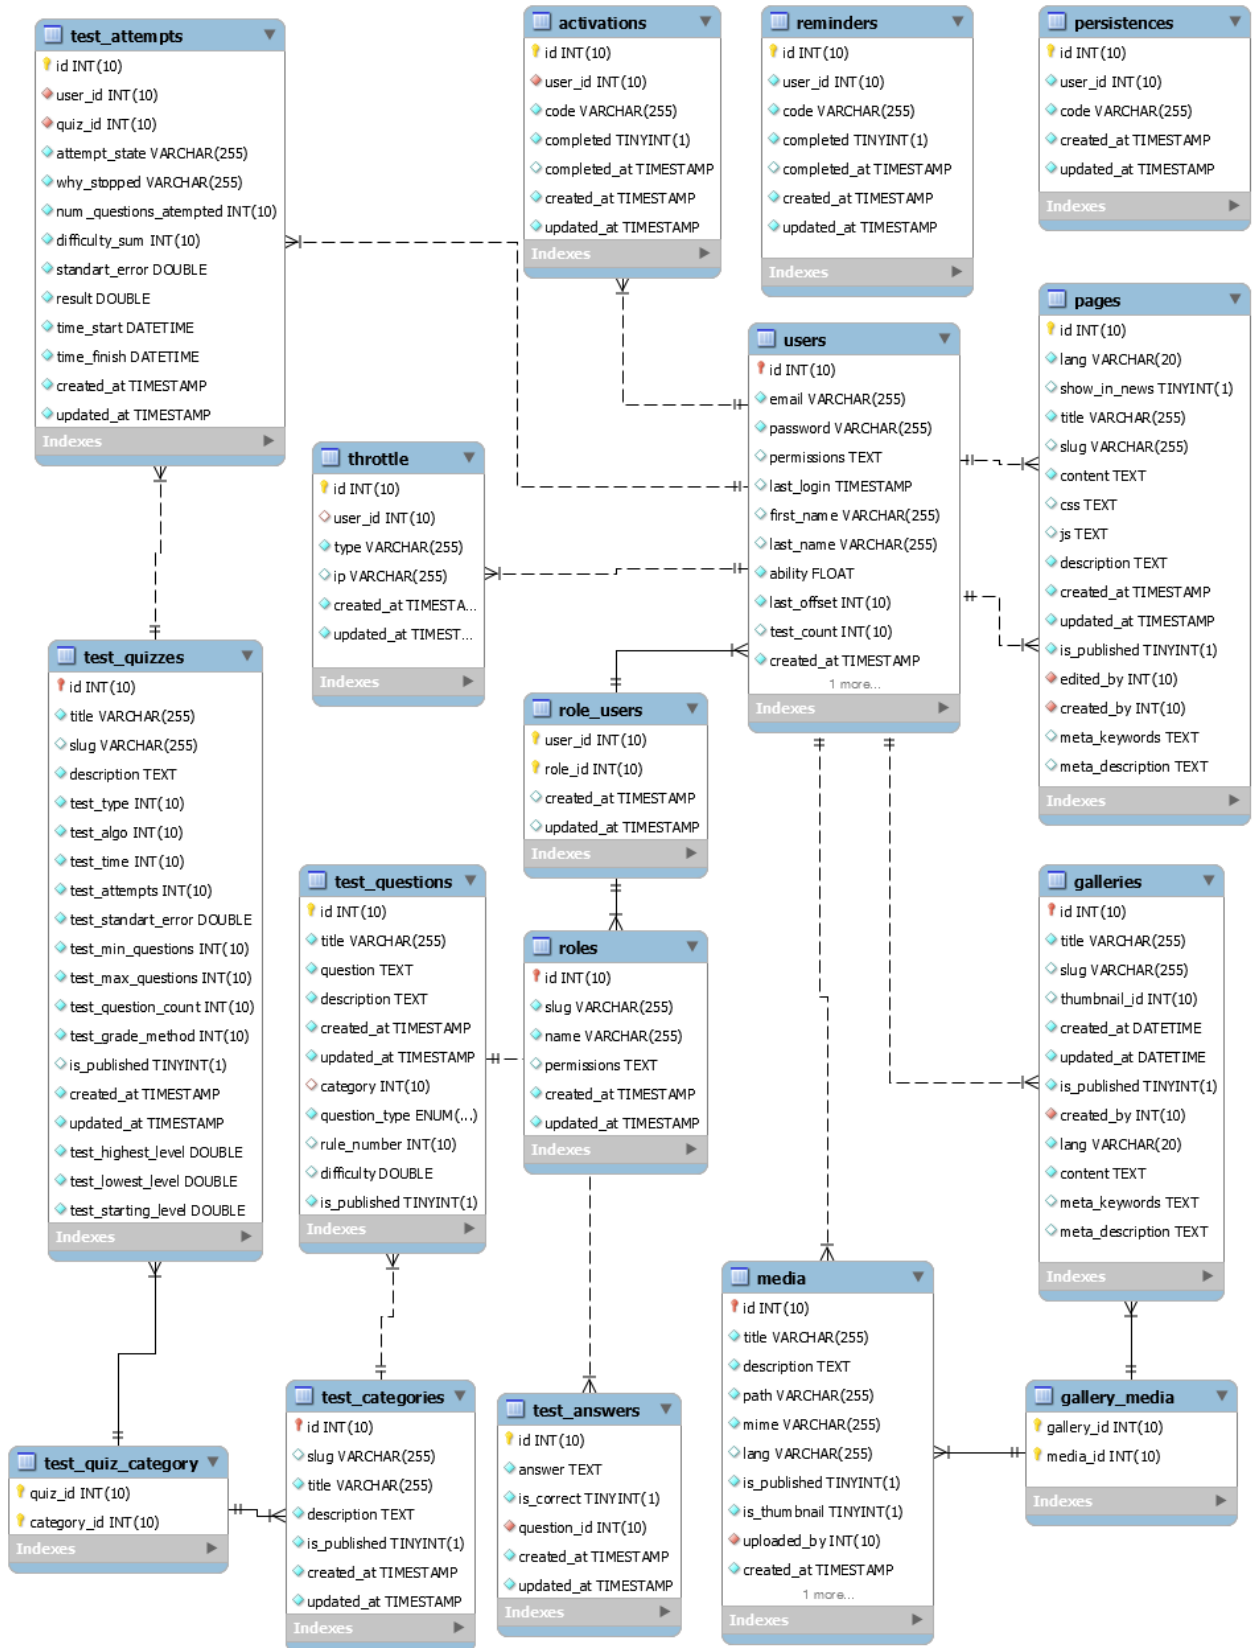 test_attempts
id INT(10)
user_id INT(10)
quiz_id INT(10)
attempt_state VARCHAR(255)
why_stopped VARCHAR(255)
num_questions_atempted INT(10)
difficulty_sum INT(10)
standart_error DOUBLE
result DOUBLE
time_start DATETIME
time_finish DATETIME
created_at TIMESTAMP
updated_at TIMESTAMP
Indexes
activations
id INT(10)
user_id INT(10)
code VARCHAR(255)
completed TINYINT(1)
completed_at TIMESTAMP
created_at TIMESTAMP
updated_at TIMESTAMP
Indexes
reminders
id INT(10)
user_id INT(10)
code VARCHAR(255)
completed TINYINT(1)
completed_at TIMESTAMP
created_at TIMESTAMP
updated_at TIMESTAMP
Indexes
persistences
id INT(10)
user_id INT(10)
code VARCHAR(255)
created_at TIMESTAMP
updated_at TIMESTAMP
Indexes
pages
id INT(10)
lang VARCHAR(20)
show_in_news TINYINT(1)
title VARCHAR(255)
slug VARCHAR(255)
content TEXT
css TEXT
js TEXT
description TEXT
created_at TIMESTAMP
updated_at TIMESTAMP
is_published TINYINT(1)
edited_by INT(10)
created_by INT(10)
meta_keywords TEXT
meta_description TEXT
Indexes
users
id INT(10)
email VARCHAR(255)
password VARCHAR(255)
permissions TEXT
last_login TIMESTAMP
first_name VARCHAR(255)
last_name VARCHAR(255)
ability FLOAT
last_offset INT(10)
test_count INT(10)
created_at TIMESTAMP
1 more...
Indexes
throttle
id INT(10)
user_id INT(10)
type VARCHAR(255)
ip VARCHAR(255)
created_at TIMESTA...
updated_at TIMEST...
Indexes
test_quizzes
id INT(10)
title VARCHAR(255)
slug VARCHAR(255)
description TEXT
test_type INT(10)
test_algo INT(10)
test_time INT(10)
test_attempts INT(10)
test_standart_error DOUBLE
test_min_questions INT(10)
test_max_questions INT(10)
test_question_count INT(10)
test_grade_method INT(10)
is_published TINYINT(1)
created_at TIMESTAMP
updated_at TIMESTAMP
test_highest_level DOUBLE
test_lowest_level DOUBLE
test_starting_level DOUBLE
Indexes
role_users
user_id INT(10)
role_id INT(10)
created_at TIMESTAMP
updated_at TIMESTAMP
Indexes
test_questions
id INT(10)
title VARCHAR(255)
question TEXT
description TEXT
created_at TIMESTAMP
updated_at TIMESTAMP
category INT(10)
question_type ENUM(...)
rule_number INT(10)
difficulty DOUBLE
is_published TINYINT(1)
Indexes
roles
id INT(10)
slug VARCHAR(255)
name VARCHAR(255)
permissions TEXT
created_at TIMESTAMP
updated_at TIMESTAMP
Indexes
galleries
id INT(10)
title VARCHAR(255)
slug VARCHAR(255)
thumbnail_id INT(10)
created_at DATETIME
updated_at DATETIME
is_published TINYINT(1)
created_by INT(10)
lang VARCHAR(20)
content TEXT
meta_keywords TEXT
meta_description TEXT
Indexes
media
id INT(10)
title VARCHAR(255)
description TEXT
path VARCHAR(255)
mime VARCHAR(255)
lang VARCHAR(255)
is_published TINYINT(1)
is_thumbnail TINYINT(1)
uploaded_by INT(10)
created_at TIMESTAMP
1 more...
Indexes
gallery_media
gallery_id INT(10)
media_id INT(10)
Indexes
test_categories
id INT(10)
slug VARCHAR(255)
title VARCHAR(255)
description TEXT
is_published TINYINT(1)
created_at TIMESTAMP
updated_at TIMESTAMP
Indexes
test_answers
id INT(10)
answer TEXT
is_correct TINYINT(1)
question_id INT(10)
created_at TIMESTAMP
updated_at TIMESTAMP
Indexes
test_quiz_category
quiz_id INT(10)
category_id INT(10)
Indexes